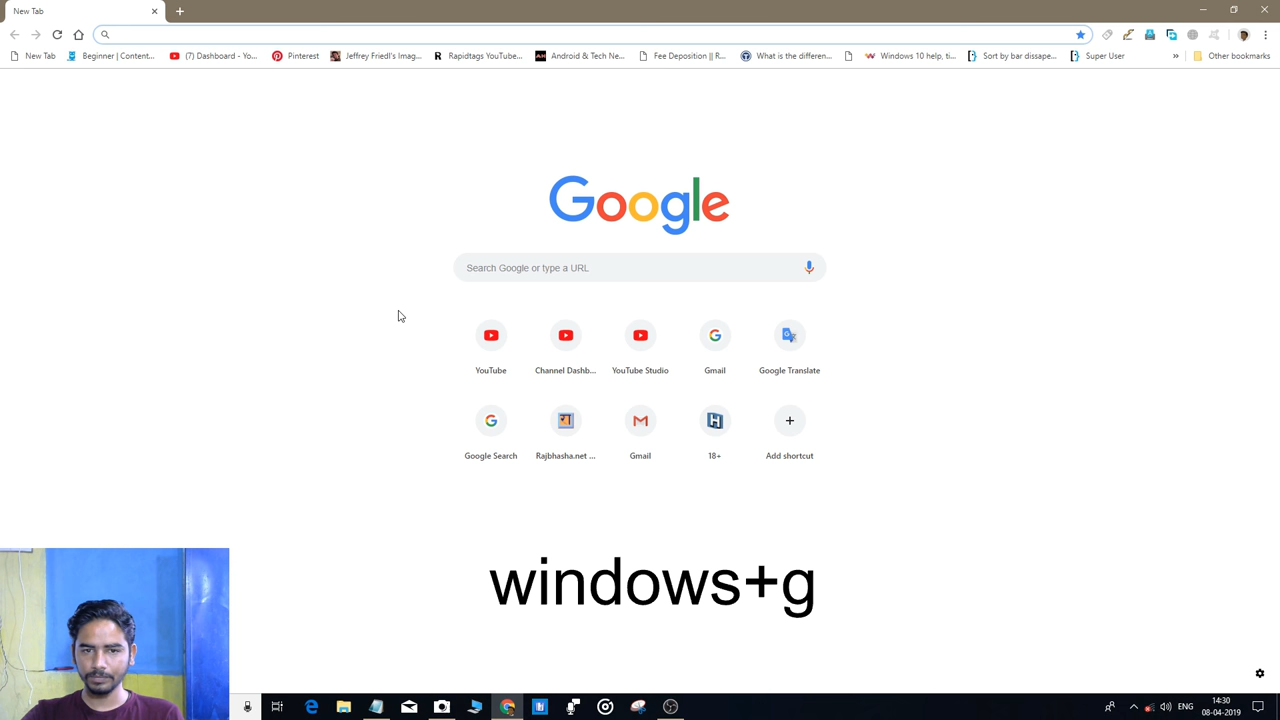 New Tab
New Tab
Beginner | Content...
(7) Dashboard - Yo...
Pinterest
Jeffrey Friedl's Imag...
Rapidtags YouTube...
Android & Tech Ne...
Fee Deposition || R...
What is the differen...
Windows 10 help, ti...
Sort by bar dissape...
Super User
»
Other bookmarks
Google
Search Google or type a URL
YouTube
Channel Dashb...
YouTube Studio
Gmail
Google Translate
Google Search
Rajbhasha.net ...
Gmail
18+
Add shortcut
windows+g
ENG
14:30
08-04-2019